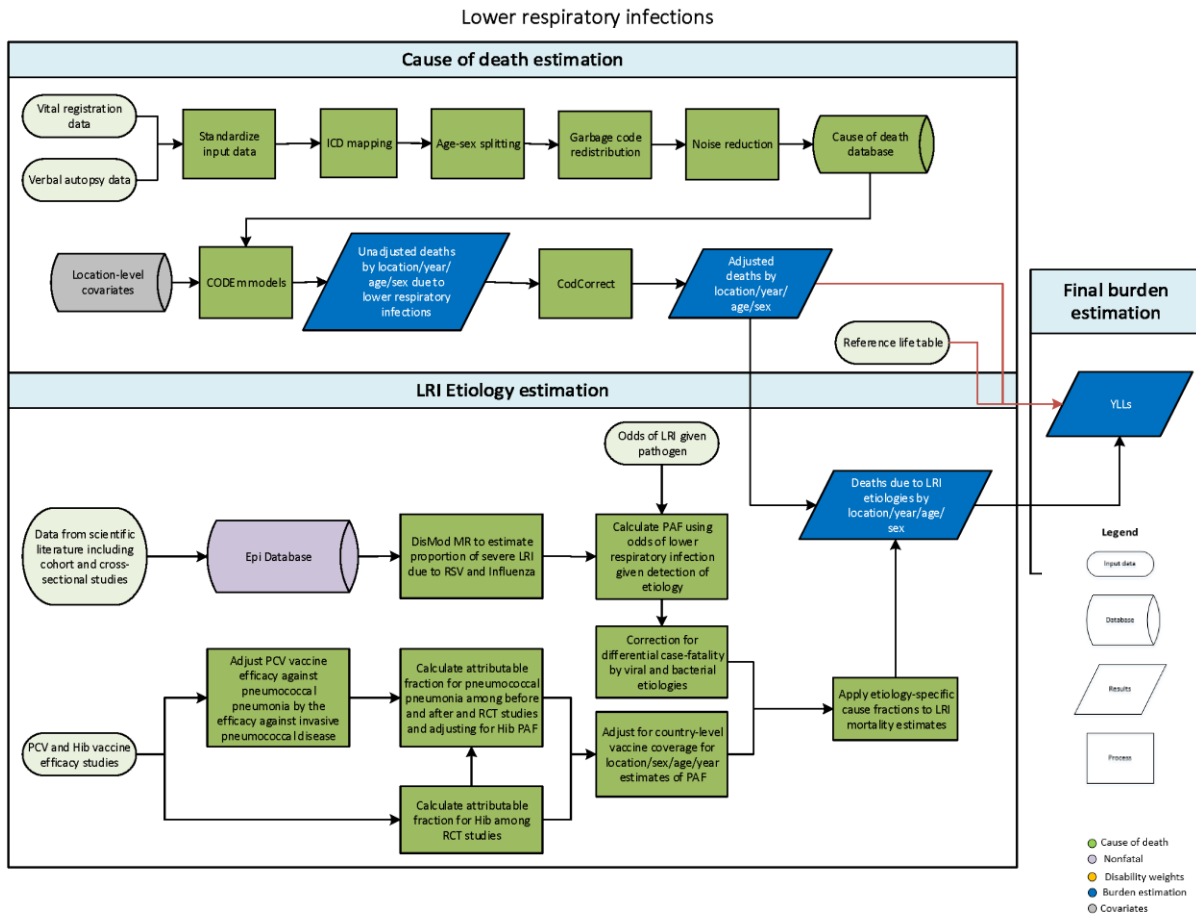 Lower respiratory infections
Cause of death estimation
Vital registration
data
Verbal autopsy data
Standardize
input data
ICD mapping
Age-sex splitting
Garbage code
redistribution
Noise reduction
Cause of death
database
Location-level
covariates
CODEm models
Unadjusted deaths
by location/year/
age/sex due to
lower respiratory
infections
CodCorrect
Adjusted deaths by
location/year/
age/sex
Reference life table
Final burden
estimation
YLLs
LRI Etiology estimation
Odds of LRI given
pathogen
Data from scientific
literature including
cohort and cross-
sectional studies
Epi Database
DisMod MR to estimate
proportion of severe LRI
due to RSV and Influenza
Calculate PAF using
odds of lower
respiratory infection
given detection of
etiology
Deaths due to LRI
etiologies by
location/year/age/
sex
Correction for
differential case-fatality
by viral and bacterial
etiologies
PCV and Hib vaccine
efficacy studies
Adjust PCV vaccine
efficacy against
pneumococcal
pneumonia by the
efficacy against invasive
pneumococcal disease
Calculate attributable
fraction for pneumococcal
pneumonia among before
and after and RCT studies
and adjusting for Hib PAF
Calculate attributable
fraction for Hib among
RCT studies
Adjust for country-level
vaccine coverage for
location/sex/age/year
estimates of PAF
Apply etiology-specific
cause fractions to LRI
mortality estimates
Legend
Input data
Database
Results
Process
Cause of death
Nonfatal
Disability weights
Burden estimation
Covariates